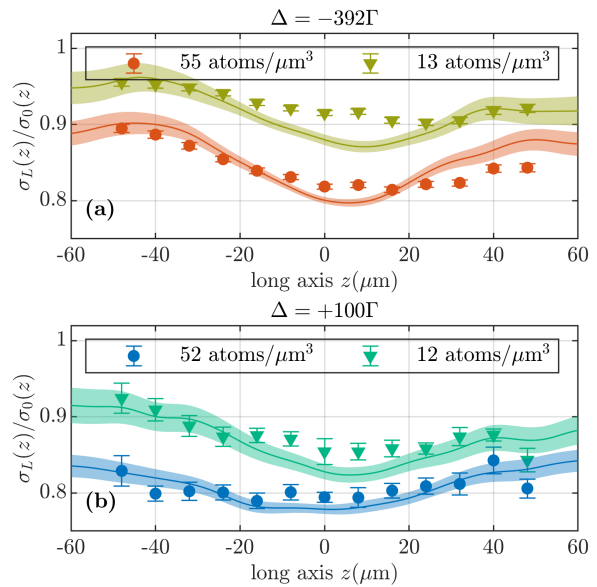 Δ = −392Γ
55 atoms/μm³ 13 atoms/μm³
1
0.9
0.8
σ_L(z)/σ_0(z)
(a)
-60 -40 -20 0 20 40 60
long axis z(μm)
Δ = +100Γ
52 atoms/μm³ 12 atoms/μm³
1
0.9
0.8
σ_L(z)/σ_0(z)
(b)
-60 -40 -20 0 20 40 60
long axis z(μm)